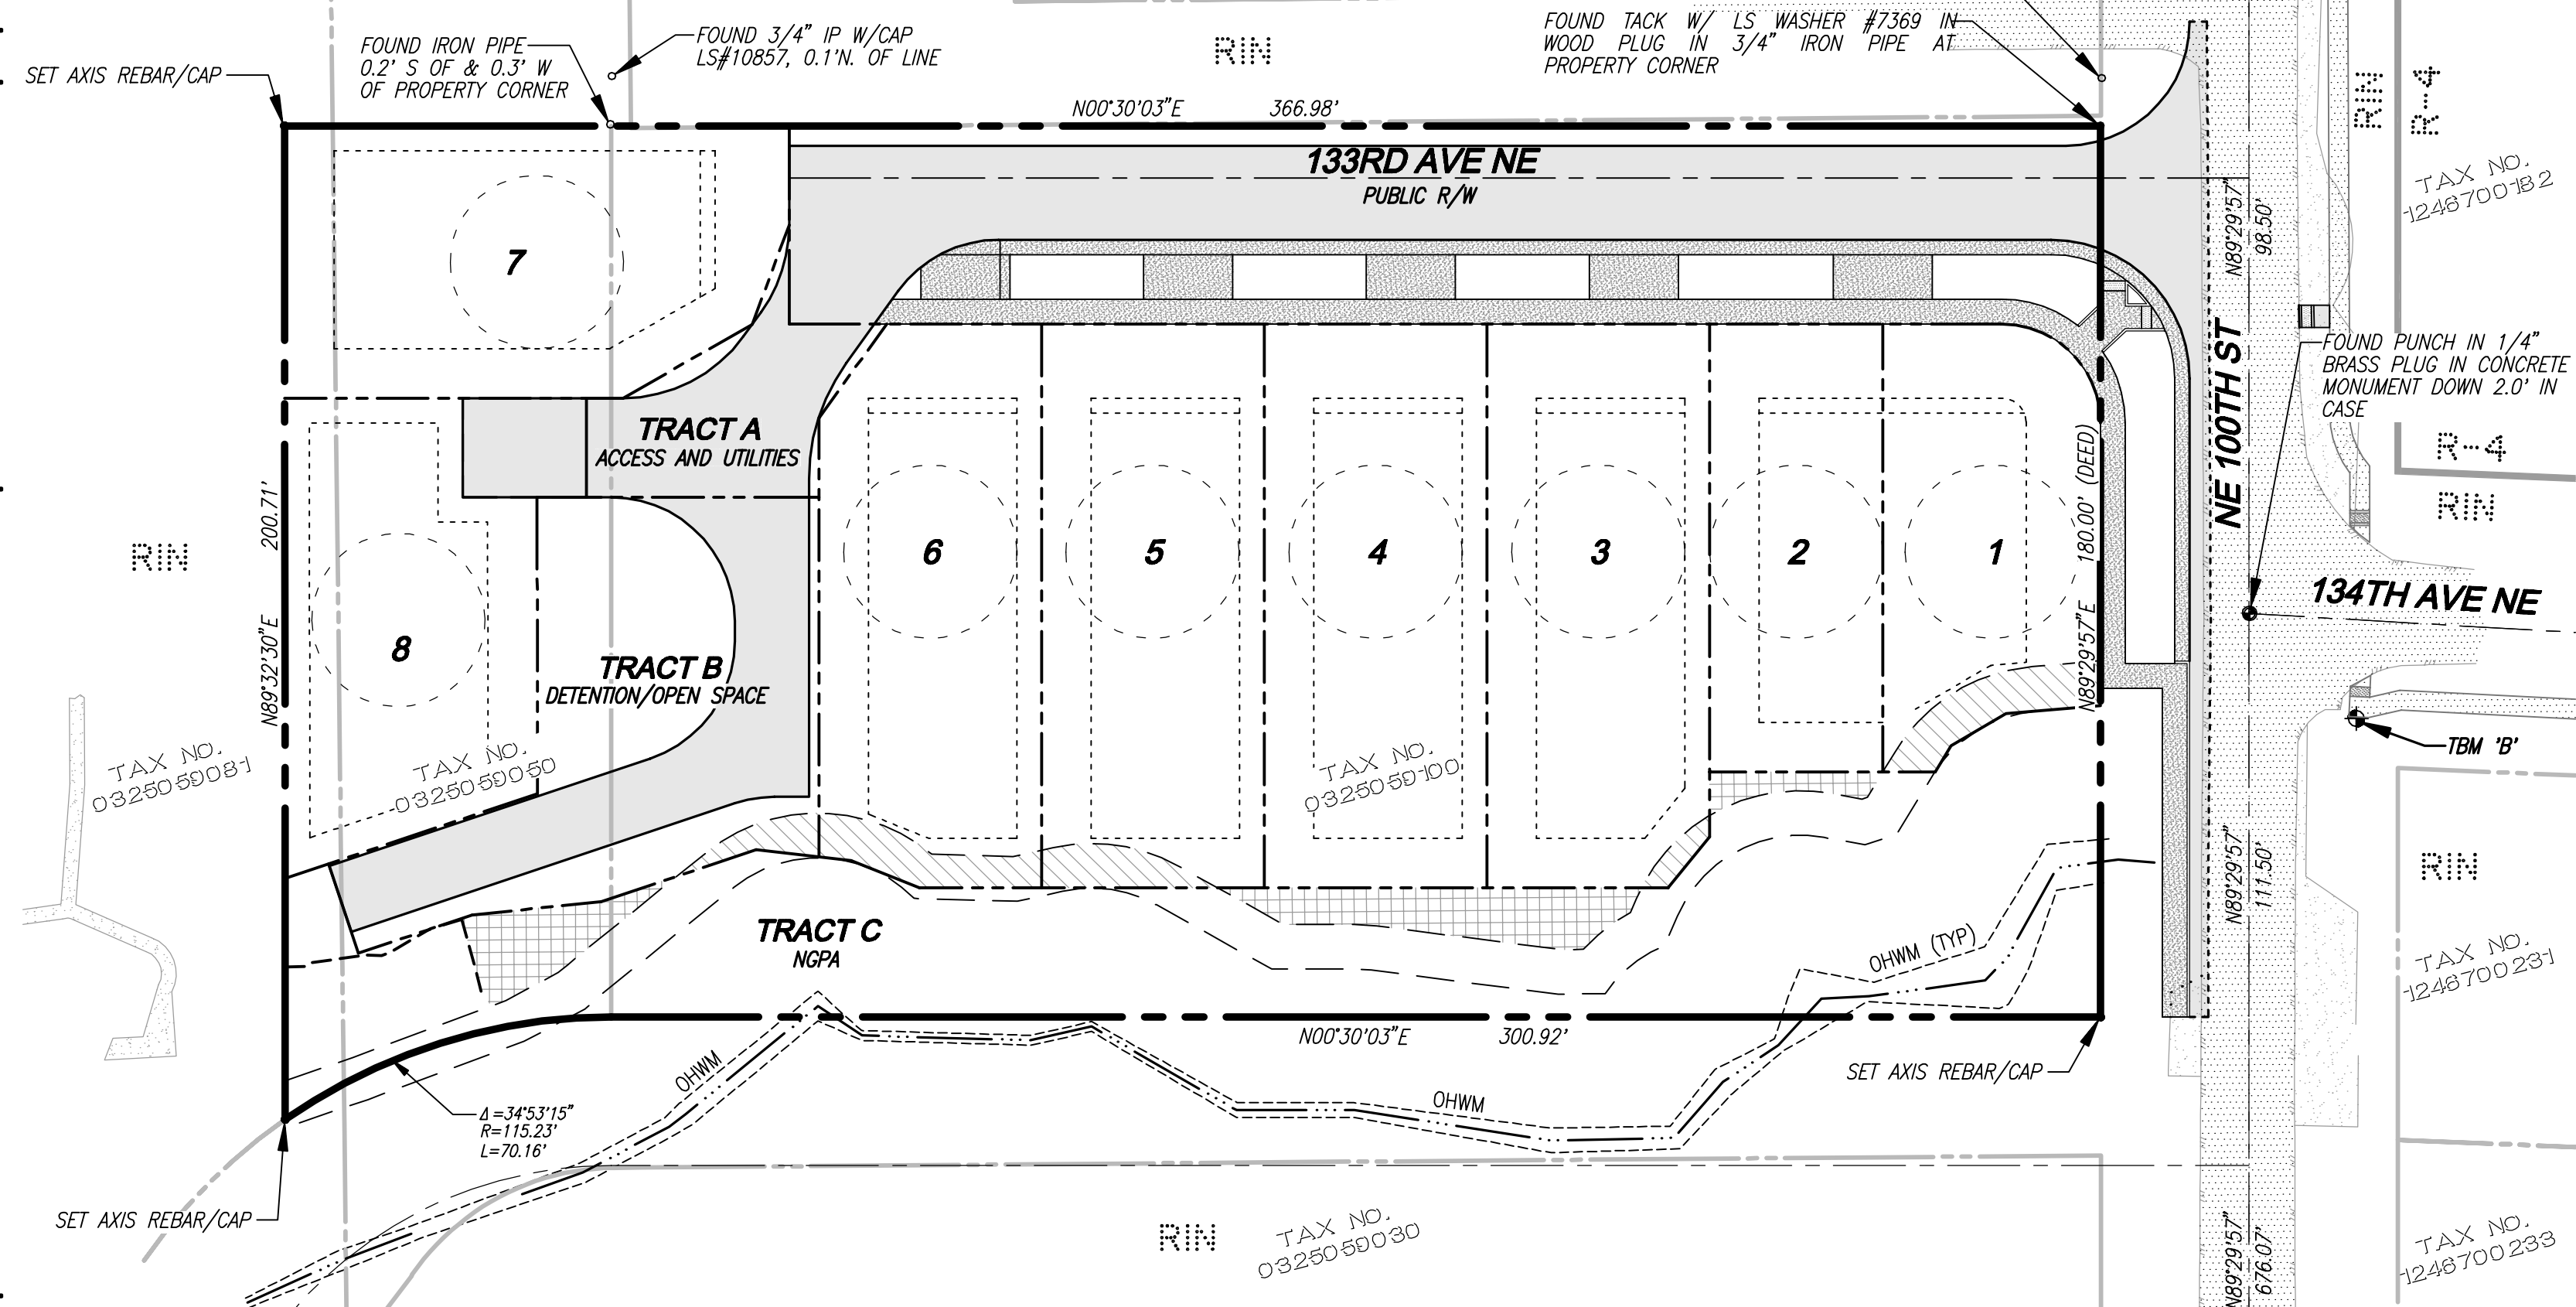 SET AXIS REBAR/CAP
FOUND IRON PIPE
0.2' S OF & 0.3' W
OF PROPERTY CORNER
FOUND 3/4" IP W/CAP
LS#10857, 0.1'N. OF LINE
RIN
FOUND TACK W/ LS WASHER #7369 IN
WOOD PLUG IN 3/4" IRON PIPE AT
PROPERTY CORNER
RIN
R-4
TAX NO.
1246700182
N00°30'03"E 366.98'
133RD AVE NE
PUBLIC R/W
N89°29'57"
98.50'
7
NE 100TH ST
FOUND PUNCH IN 1/4"
BRASS PLUG IN CONCRETE
MONUMENT DOWN 2.0' IN
CASE
R-4
RIN
TRACT A
ACCESS AND UTILITIES
N89°32'30"E 200.71'
RIN
6
5
4
3
2
1
N89°29'57"E 180.00' (DEED)
134TH AVE NE
8
TRACT B
DETENTION/OPEN SPACE
TBM 'B'
TAX NO.
0325059081
TAX NO.
0325059050
TAX NO.
0325059100
N89°29'57"
111.50'
RIN
TRACT C
NGPA
OHWM (TYP)
TAX NO.
1246700231
N00°30'03"E 300.92'
OHWM
OHWM
SET AXIS REBAR/CAP
Δ=34°53'15"
R=115.23'
L=70.16'
SET AXIS REBAR/CAP
RIN
TAX NO.
0325059030
N89°29'57"
676.07'
TAX NO.
1246700233